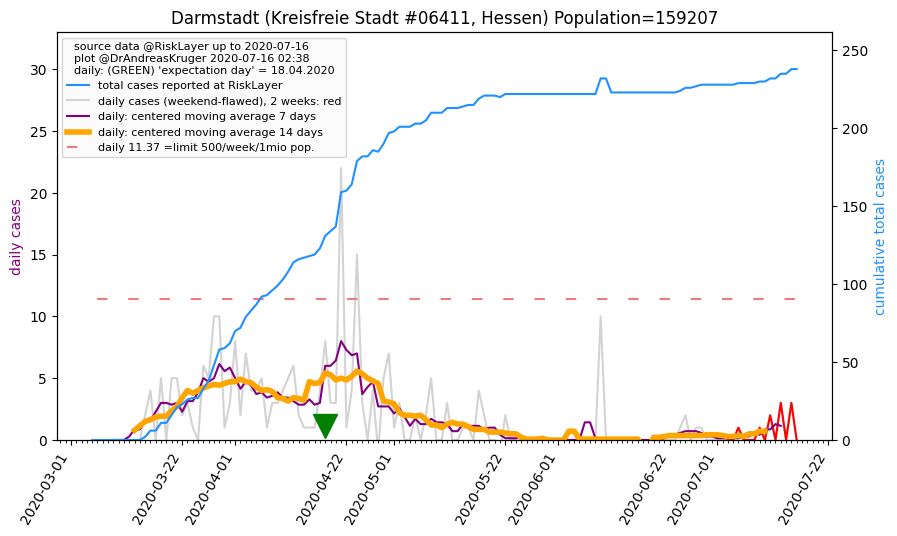 Darmstadt (Kreisfreie Stadt #06411, Hessen) Population=159207
source data @RiskLayer up to 2020-07-16
plot @DrAndreasKruger 2020-07-16 02:38
daily: (GREEN) 'expectation day' = 18.04.2020
total cases reported at RiskLayer
daily cases (weekend-flawed), 2 weeks: red
daily: centered moving average 7 days
daily: centered moving average 14 days
daily 11.37 =limit 500/week/1mio pop.
daily cases
30
25
20
15
10
5
0
cumulative total cases
250
200
150
100
50
0
2020-03-01
2020-03-22
2020-04-01
2020-04-22
2020-05-01
2020-05-22
2020-06-01
2020-06-22
2020-07-01
2020-07-22